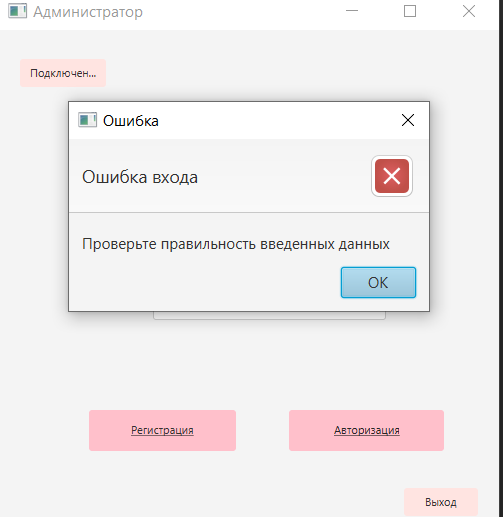 Администратор
Подключен...
Ошибка
Ошибка входа
Проверьте правильность введенных данных
OK
Регистрация
Авторизация
Выход